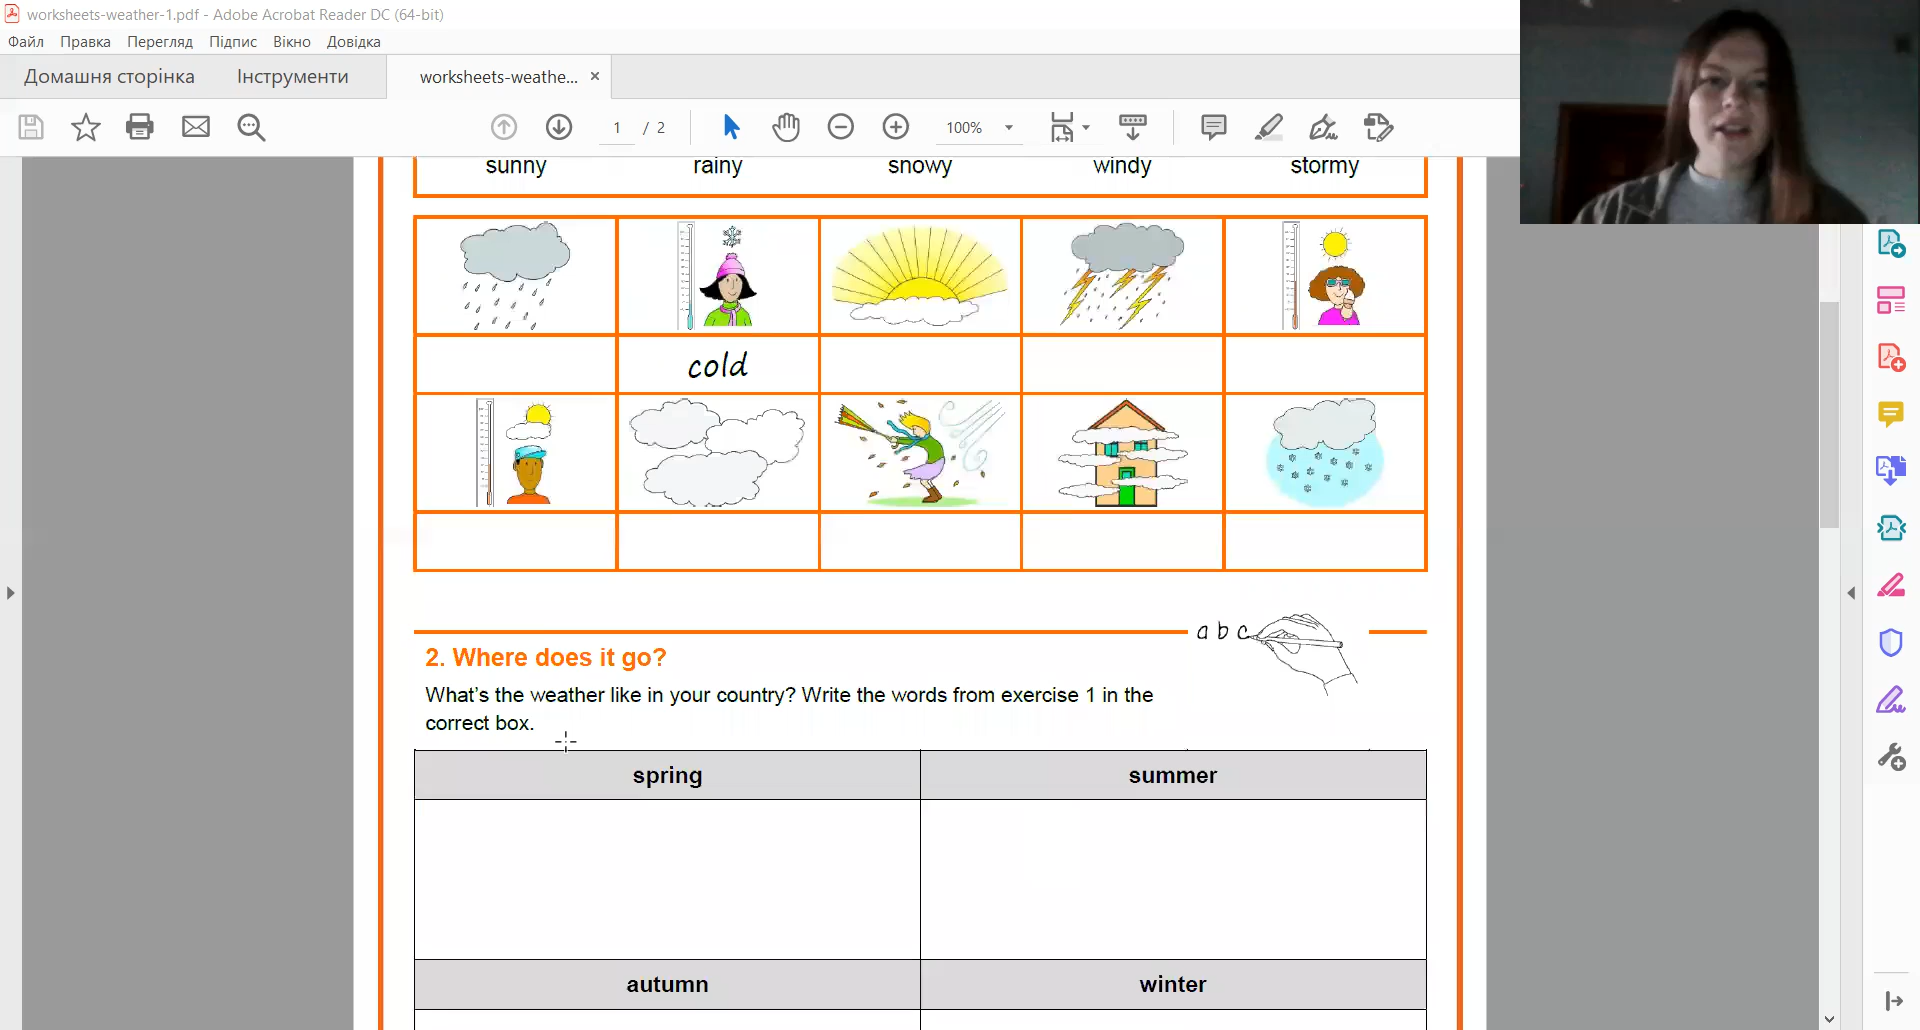 worksheets-weather-1.pdf - Adobe Acrobat Reader DC (64-bit)
Файл Правка Перегляд Підпис Вікно Довідка
Домашня сторінка Інструменти worksheets-weathe... ×
1 / 2 100%
sunny rainy snowy windy stormy
cold
a b c
2. Where does it go?
What's the weather like in your country? Write the words from exercise 1 in the
correct box.
spring summer
autumn winter